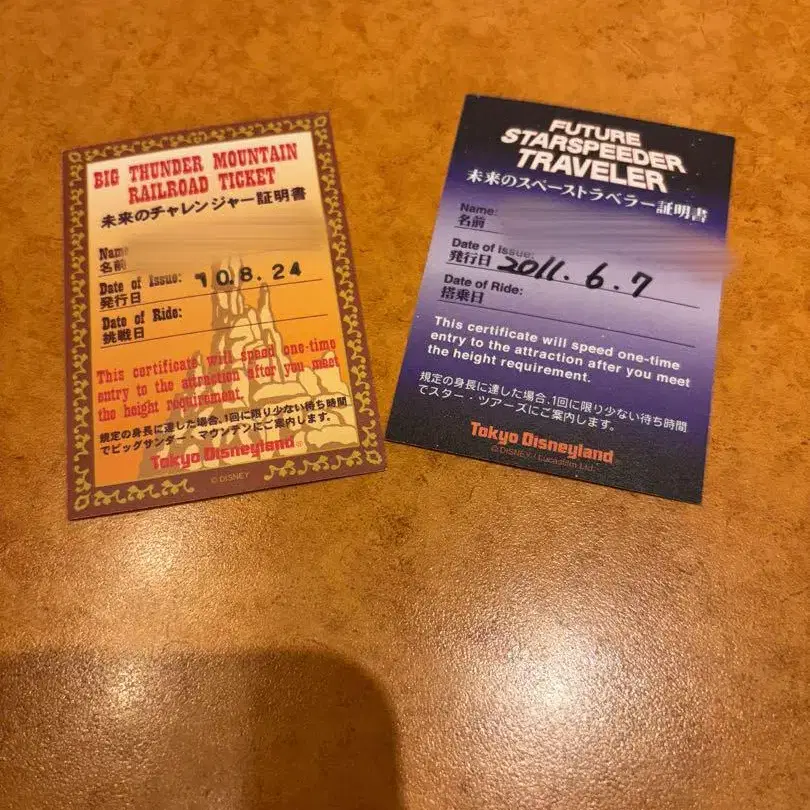 BIG THUNDER MOUNTAIN
RAILROAD TICKET
未来のチャレンジャー証明書
Name
名前
Date of Issue: 10.8.24
発行日
Date of Ride:
挑戦日
This certificate will speed one-time
entry to the attraction after you meet
the height requirement.
規定の身長に達した場合、1回に限り少ない待ち時間
でビッグサンダー・マウンテンにご案内します。
Tokyo Disneyland
© DISNEY
FUTURE
STARSPEEDER
TRAVELER
未来のスペーストラベラー証明書
Name:
名前
Date of Issue: 2011.6.7
発行日
Date of Ride:
搭乗日
This certificate will speed one-time
entry to the attraction after you meet
the height requirement.
規定の身長に達した場合、1回に限り少ない待ち時間
でスター・ツアーズにご案内します。
Tokyo Disneyland
© DISNEY / Lucasfilm Ltd.